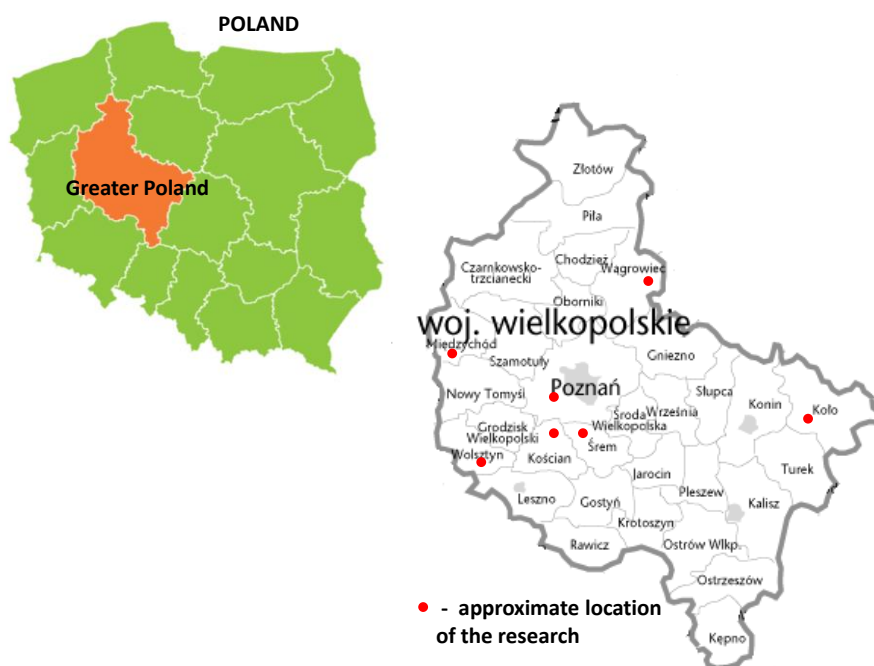 POLAND
Greater Poland
Złotów
Piła
Chodzież
Wągrowiec
Czarnkowsko-
trzcianecki
Oborniki
woj. wielkopolskie
Międzychód
Szamotuły
Gniezno
Poznań
Nowy Tomyśl
Słupca
Konin
Koło
Środa
Wielkopolska
Września
Grodzisk
Wielkopolski
Wolsztyn
Kościan
Śrem
Jarocin
Turek
Leszno
Gostyń
Pleszew
Kalisz
Krotoszyn
Rawicz
Ostrów Wlkp.
Ostrzeszów
Kępno
- approximate location
of the research